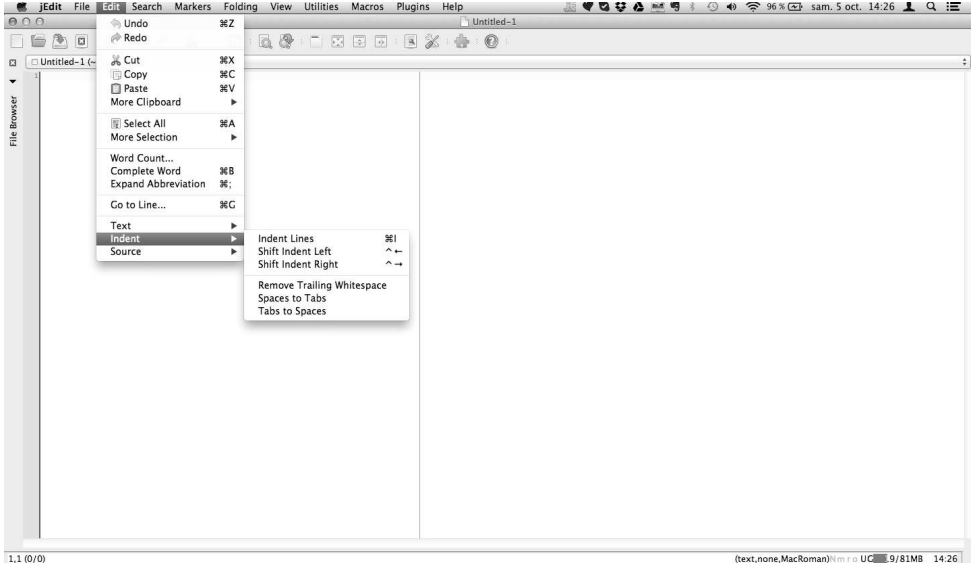 jEdit File Edit Search Markers Folding View Utilities Macros Plugins Help 96 % sam. 5 oct. 14:26
Untitled-1
Untitled-1 (~
File Browser
1
Undo ⌘Z
Redo
Cut ⌘X
Copy ⌘C
Paste ⌘V
More Clipboard
Select All ⌘A
More Selection
Word Count...
Complete Word ⌘B
Expand Abbreviation ⌘;
Go to Line... ⌘G
Text
Indent
Source
Indent Lines ⌘I
Shift Indent Left ^←
Shift Indent Right ^→
Remove Trailing Whitespace
Spaces to Tabs
Tabs to Spaces
1,1 (0/0) (text,none,MacRoman) N m r o U 9/81MB 14:26